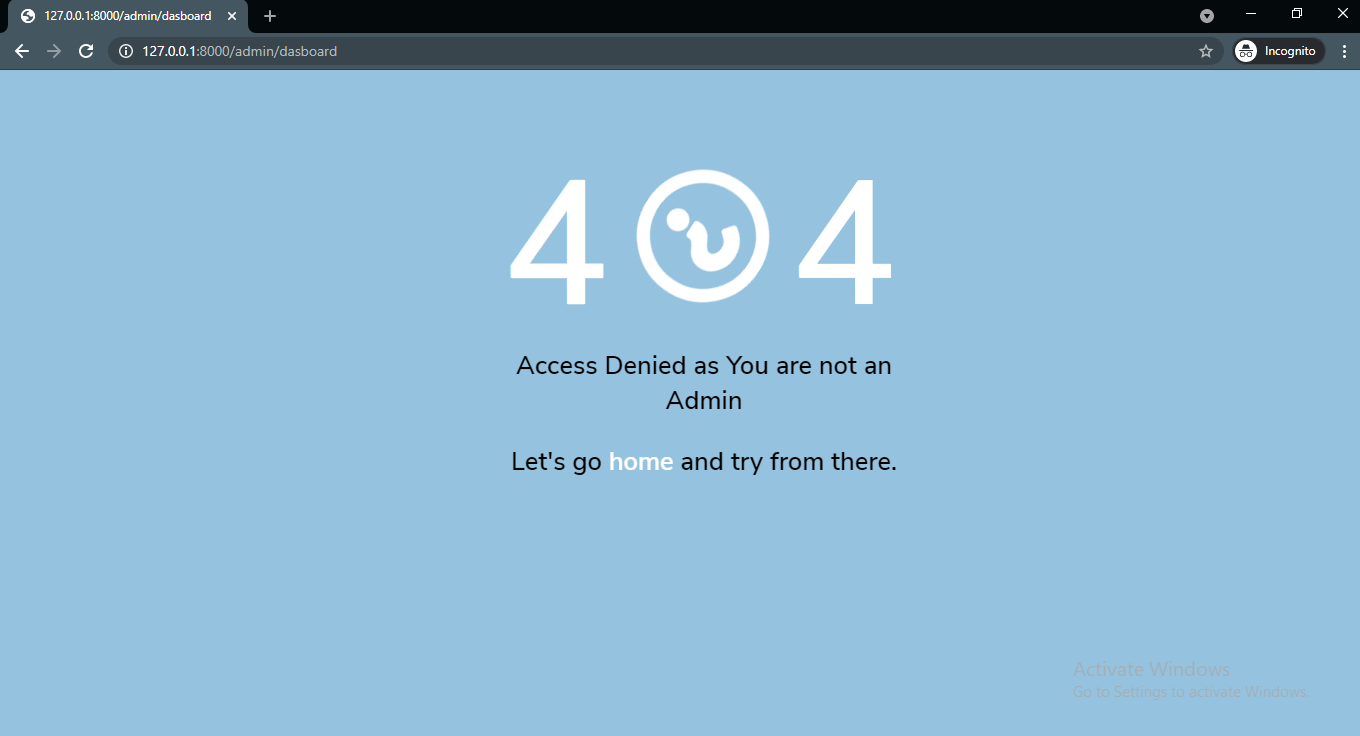 127.0.0.1:8000/admin/dasboard
127.0.0.1:8000/admin/dasboard
Incognito
4 4
Access Denied as You are not an
Admin
Let's go home and try from there.
Activate Windows
Go to Settings to activate Windows.